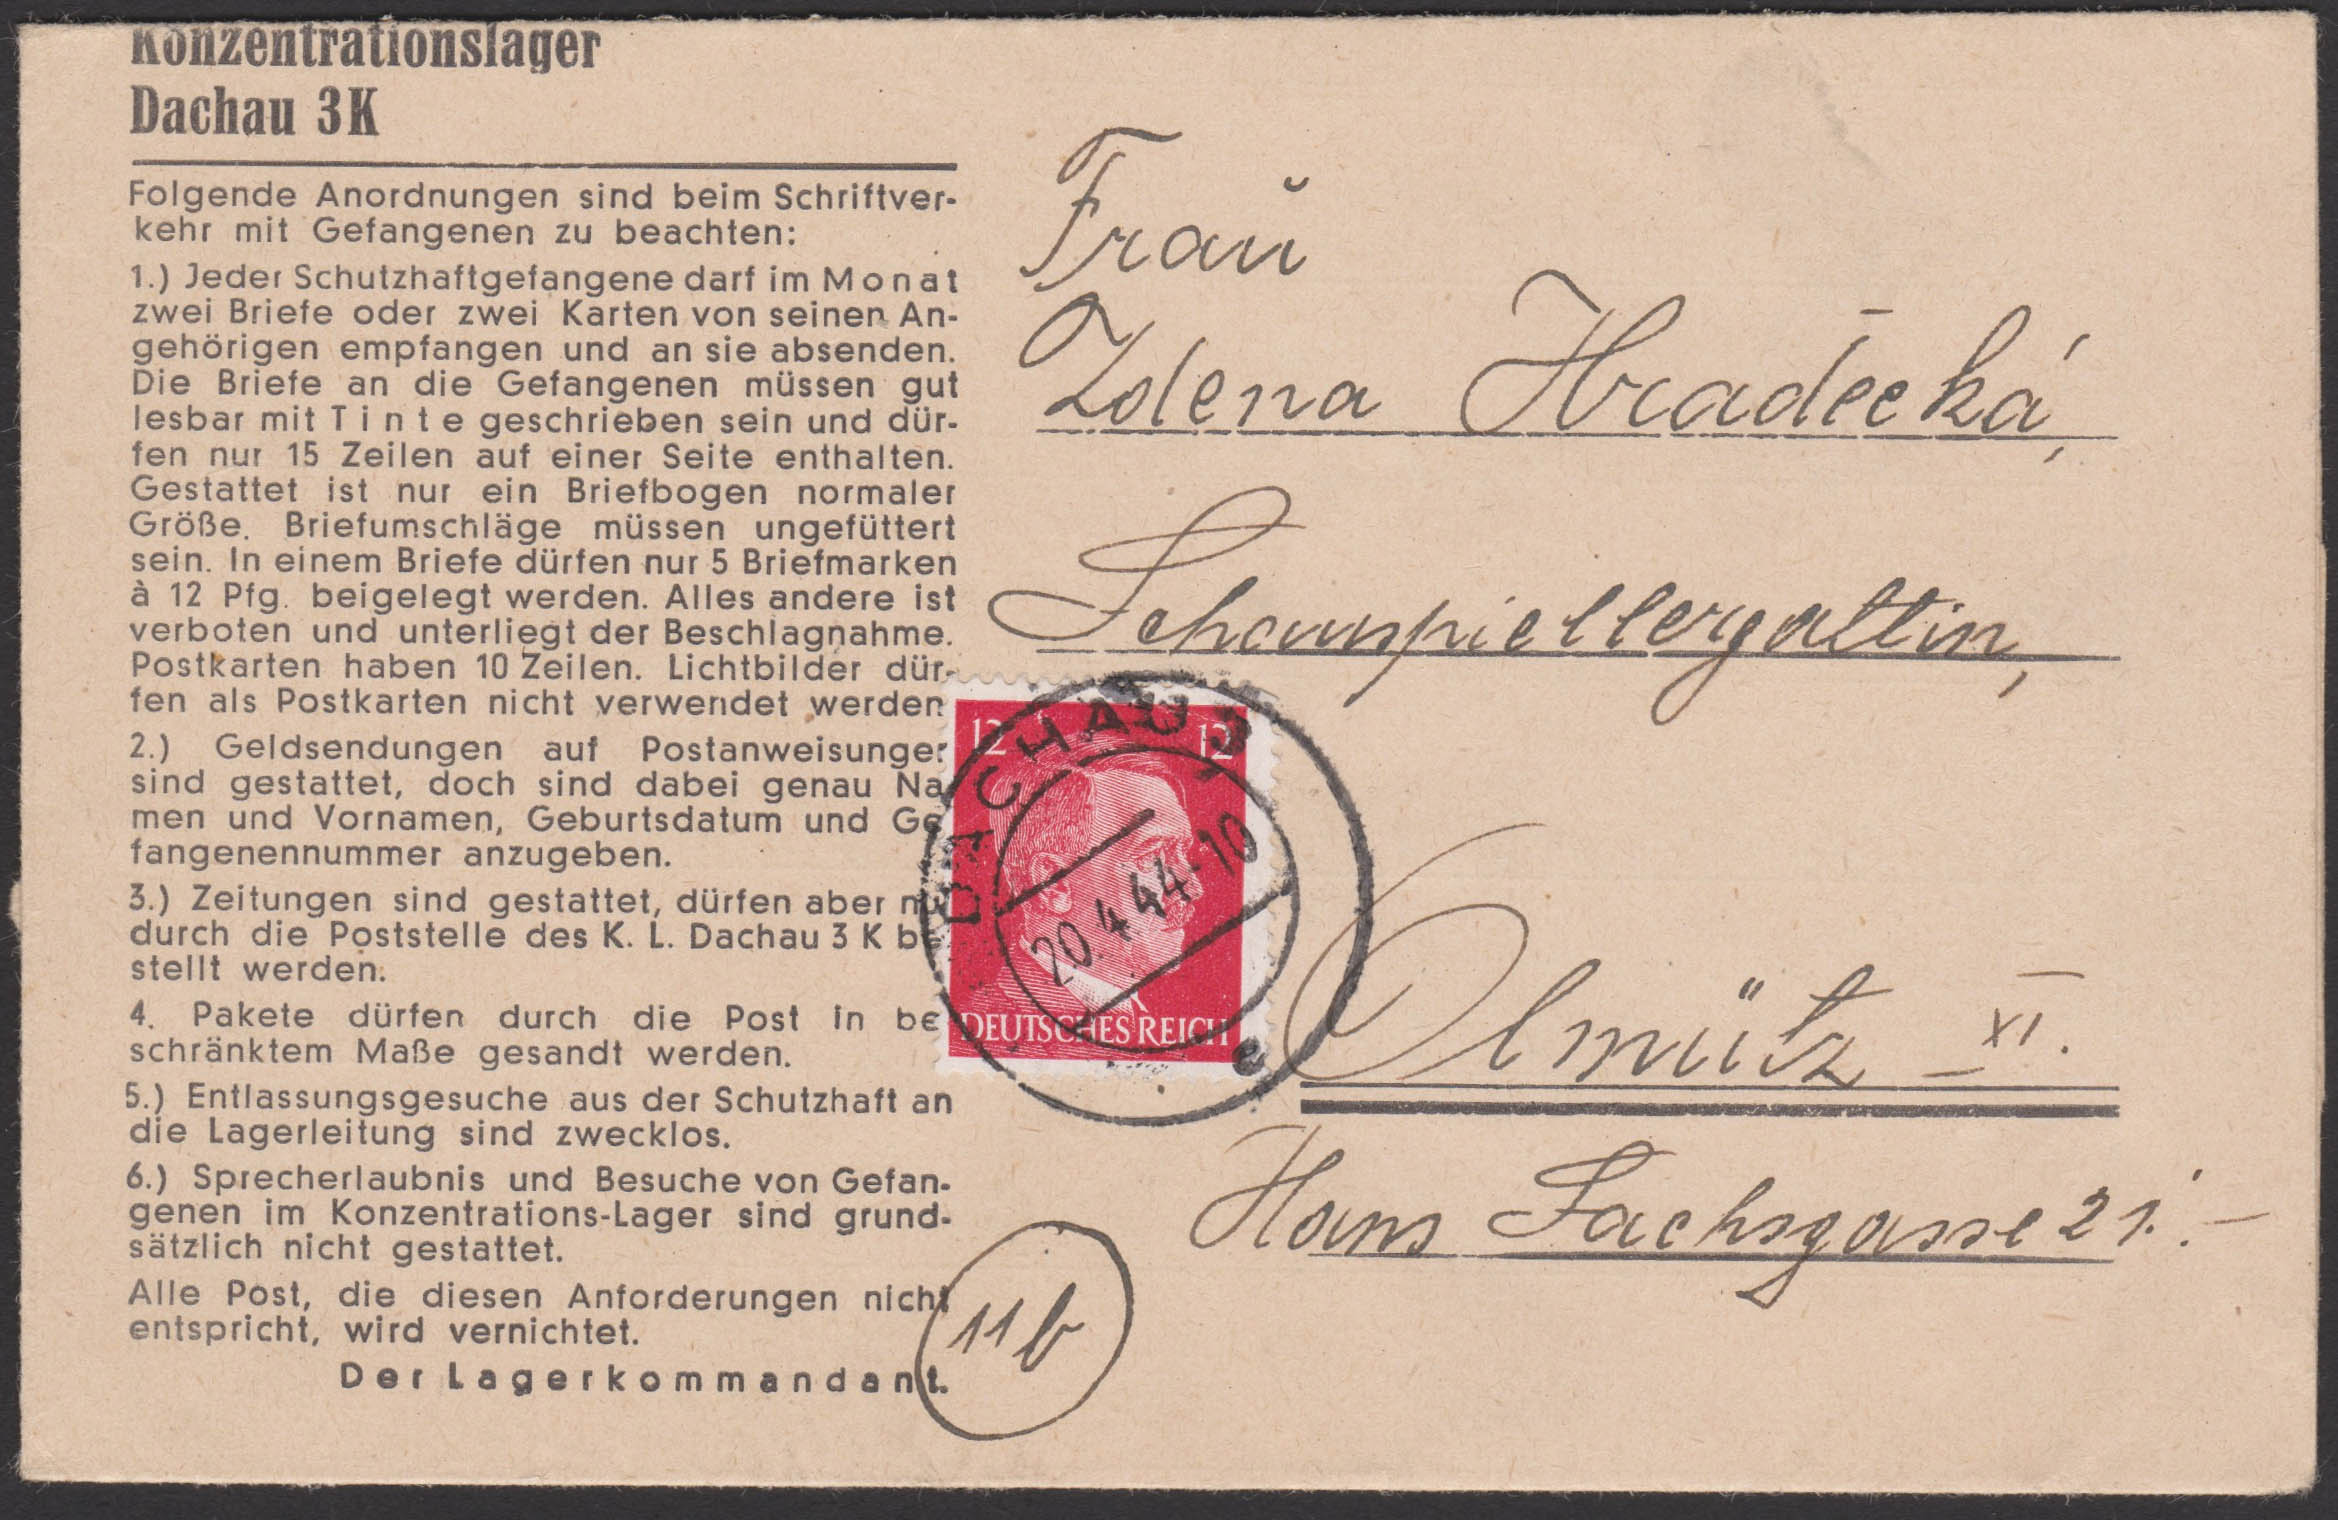 Konzentrationslager
Dachau 3K
Folgende Anordnungen sind beim Schriftver-
kehr mit Gefangenen zu beachten:
1.) Jeder Schutzhaftgefangene darf im Monat
zwei Briefe oder zwei Karten von seinen An-
gehörigen empfangen und an sie absenden.
Die Briefe an die Gefangenen müssen gut
lesbar mit Tinte geschrieben sein und dür-
fen nur 15 Zeilen auf einer Seite enthalten.
Gestattet ist nur ein Briefbogen normaler
Größe. Briefumschläge müssen ungefüttert
sein. In einem Briefe dürfen nur 5 Briefmarken
à 12 Pfg. beigelegt werden. Alles andere ist
verboten und unterliegt der Beschlagnahme.
Postkarten haben 10 Zeilen. Lichtbilder dür-
fen als Postkarten nicht verwendet werden
2.) Geldsendungen auf Postanweisungen
sind gestattet, doch sind dabei genau Na
men und Vornamen, Geburtsdatum und Ge
fangenennummer anzugeben.
3.) Zeitungen sind gestattet, dürfen aber nu
durch die Poststelle des K. L. Dachau 3 K be
stellt werden.
4. Pakete dürfen durch die Post in be
schränktem Maße gesandt werden.
5.) Entlassungsgesuche aus der Schutzhaft an
die Lagerleitung sind zwecklos.
6.) Sprecherlaubnis und Besuche von Gefan-
genen im Konzentrations-Lager sind grund-
sätzlich nicht gestattet.
Alle Post, die diesen Anforderungen nicht
entspricht, wird vernichtet.
Der Lagerkommandant.
Frau
Zdena Hradecká,
Schauspiellergattin,
12 12
DEUTSCHES REICH
DACHAU 3
20.4.44.-10
e
Olmütz - XI.
Hans Sachsgasse 21. -
11b